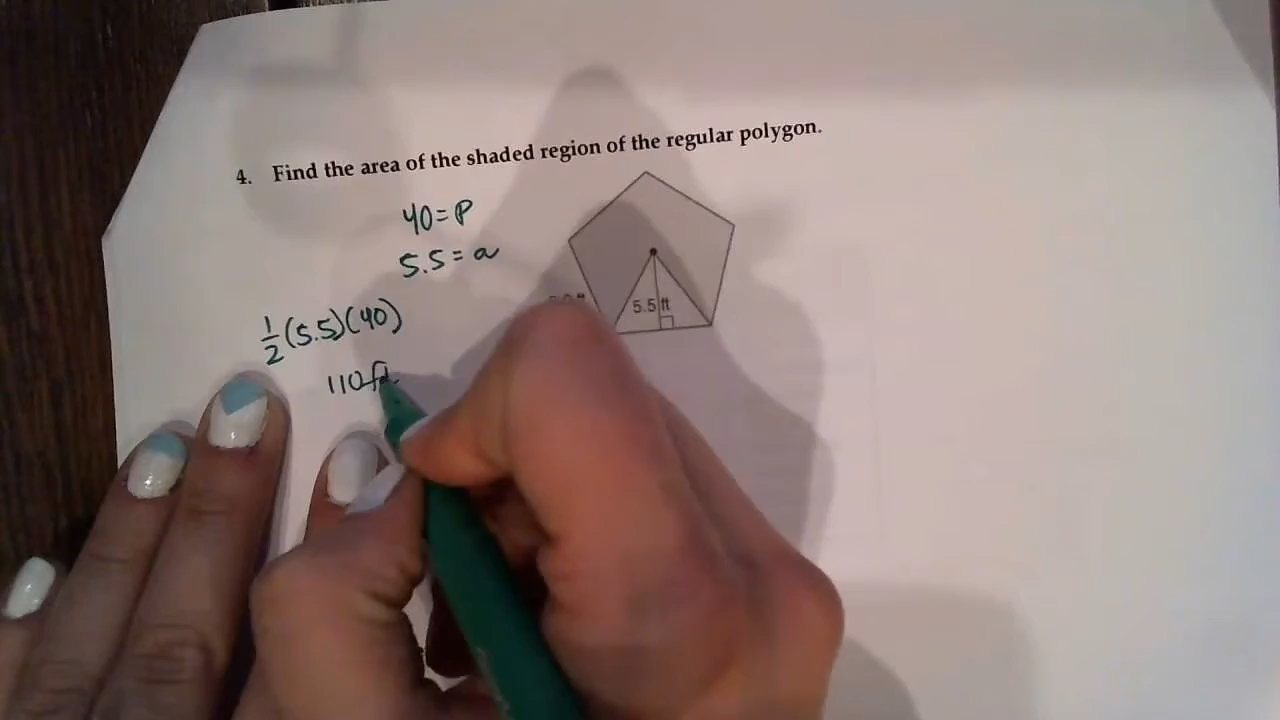 4. Find the area of the shaded region of the regular polygon.
40=P
5.5=a
1/2(5.5)(40)
110ft
5.5 ft